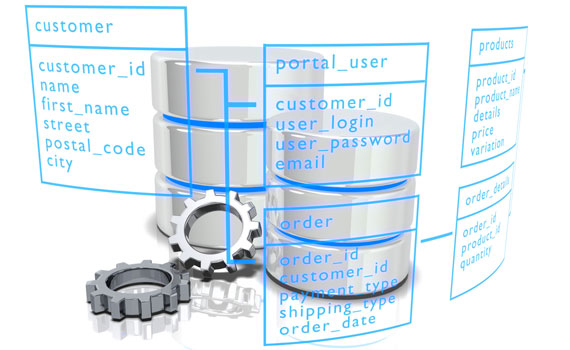 customer
customer_id
name
first_name
street
postal_code
city
portal_user
customer_id
user_login
user_password
email
order
order_id
customer_id
payment_type
shipping_type
order_date
products
product_id
product_name
details
price
variation
order_details
order_id
product_id
quantity